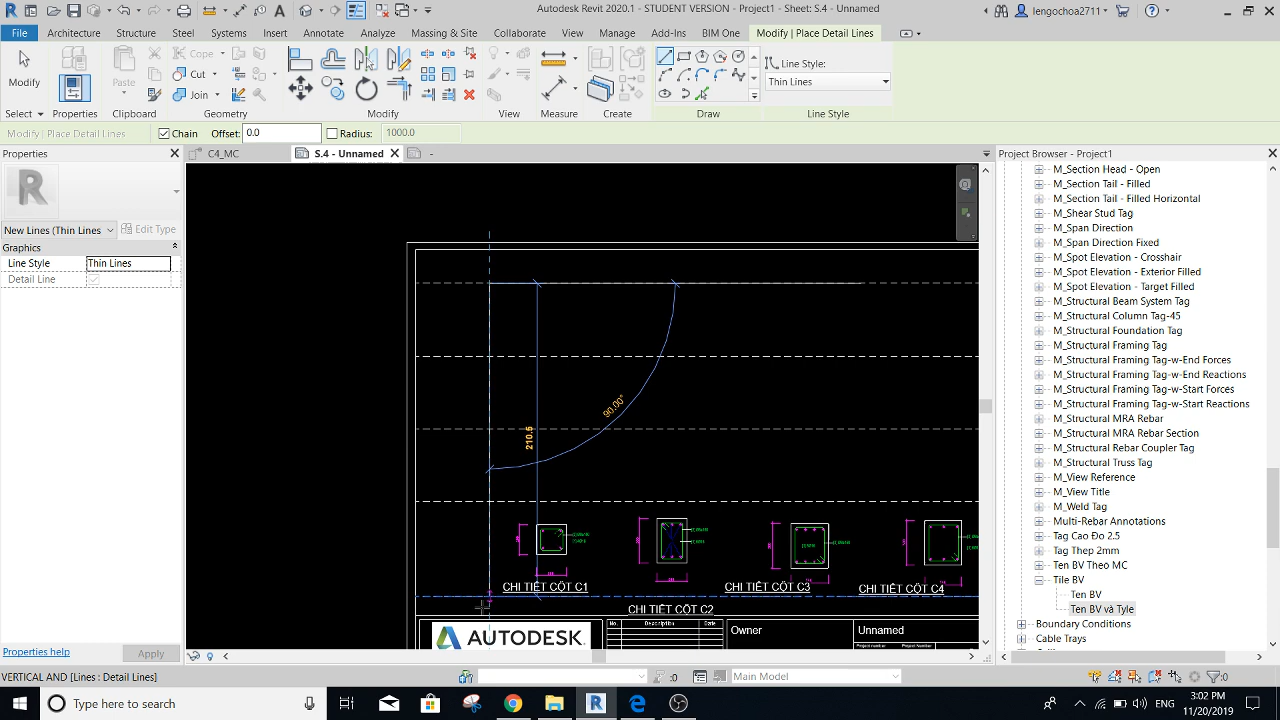 Autodesk Revit 2020.1 - STUDENT VERSION - Project1 - Sheet: S.4 - Unnamed
lengochoa2711
File Architecture Structure Steel Systems Insert Annotate Analyze Massing & Site Collaborate View Manage Add-Ins BIM One Modify | Place Detail Lines
Modify Paste Cope Cut Join
Line Style:
Thin Lines
Select Properties Clipboard Geometry Modify View Measure Create Draw Line Style
Modify | Place Detail Lines Chain Offset: 0.0 Radius: 1000.0
Properties
C4_MC
S.4 - Unnamed
-
Project Browser - Project1
New Lines (Thin Lines
Edit Type
Graphics
Line Style Thin Lines
Detail Line
Properties help
Apply
90.00°
210.5
CHI TIẾT CỘT C1
CHI TIẾT CỘT C2
CHI TIẾT CỘT C3
CHI TIẾT CỘT C4
AUTODESK.
Description Date
Owner
Unnamed
Project number
M_Section Head - Open
M_Section Tail - Filled
M_Section Tail - Filled Horizontal
M_Shear Stud Tag
M_Span Direction
M_Span Direction Fixed
M_Spot Elevation - Crosshair
M_Spot Elevation - Exterior Filled
M_Spot Elevation - Target Filled
M_Structural Beam System Tag
M_Structural Column Tag-45
M_Structural Foundation Tag
M_Structural Framing Tag
M_Structural Framing Tag-w-End Forces
M_Structural Framing Tag-w-End Reactions
M_Structural Framing Tag-w-Start Forces
M_Structural Framing Tag-w-Start Reactions
M_Structural MRA Rebar
M_Structural MRA Rebar Section
M_Structural Rebar Coupler Tag
M_Structural Truss Tag
M_View Reference
M_View Title
M_Weld Tag
Multi-Rebar Annotations
Tag Cao Do 2.5
Tag Thep 2mm
Ten BV Theo MC
Tile BV
Ten BV
Ten BV và Tyle
Boundary Conditions
Cable Trays
VERTICAL AND [Lines : Detail Lines]
:0
Main Model
:0
Type here to search
ENG
3:02 PM
11/20/2019